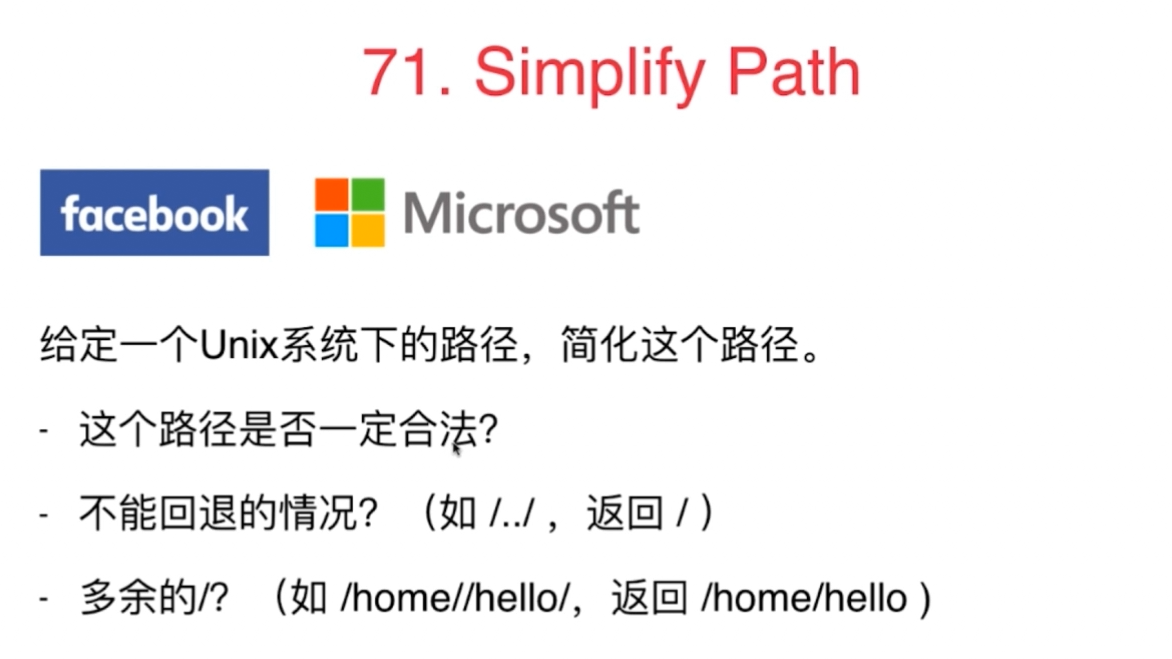 71. Simplify Path
facebook Microsoft
给定一个Unix系统下的路径，简化这个路径。
- 这个路径是否一定合法？
- 不能回退的情况？（如 /../ ，返回 / ）
- 多余的/？（如 /home//hello/，返回 /home/hello )